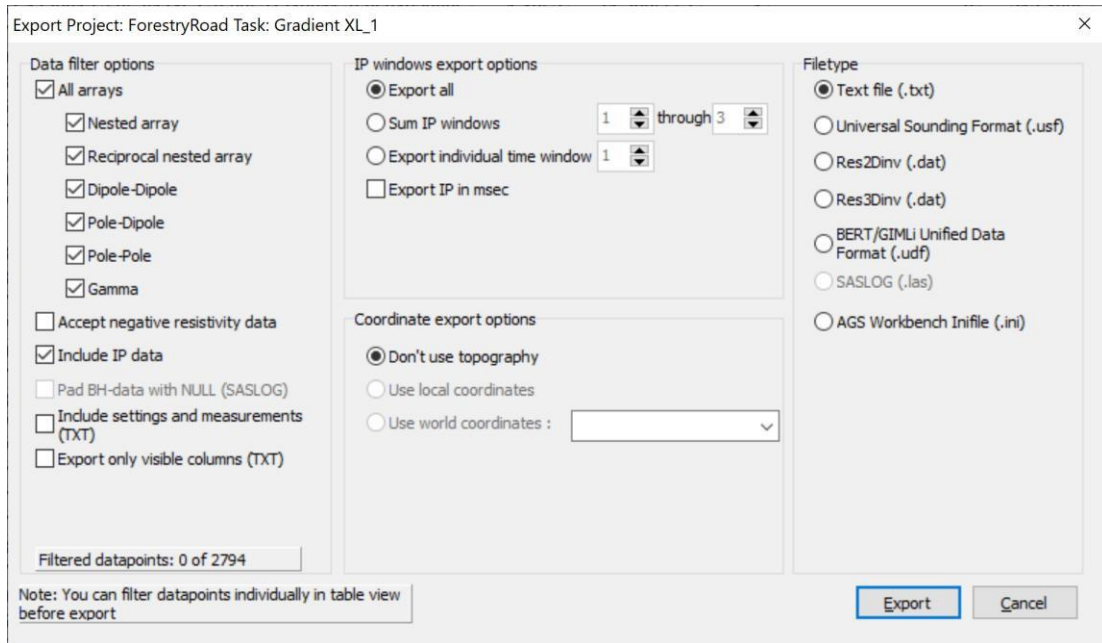 Export Project: ForestryRoad Task: Gradient XL_1
Data filter options
All arrays
Nested array
Reciprocal nested array
Dipole-Dipole
Pole-Dipole
Pole-Pole
Gamma
Accept negative resistivity data
Include IP data
Pad BH-data with NULL (SASLOG)
Include settings and measurements
(TXT)
Export only visible columns (TXT)
Filtered datapoints: 0 of 2794
Note: You can filter datapoints individually in table view
before export
IP windows export options
Export all
Sum IP windows 1 through 3
Export individual time window 1
Export IP in msec
Coordinate export options
Don't use topography
Use local coordinates
Use world coordinates :
Filetype
Text file (.txt)
Universal Sounding Format (.usf)
Res2Dinv (.dat)
Res3Dinv (.dat)
BERT/GIMLi Unified Data
Format (.udf)
SASLOG (.las)
AGS Workbench Inifile (.ini)
Export
Cancel